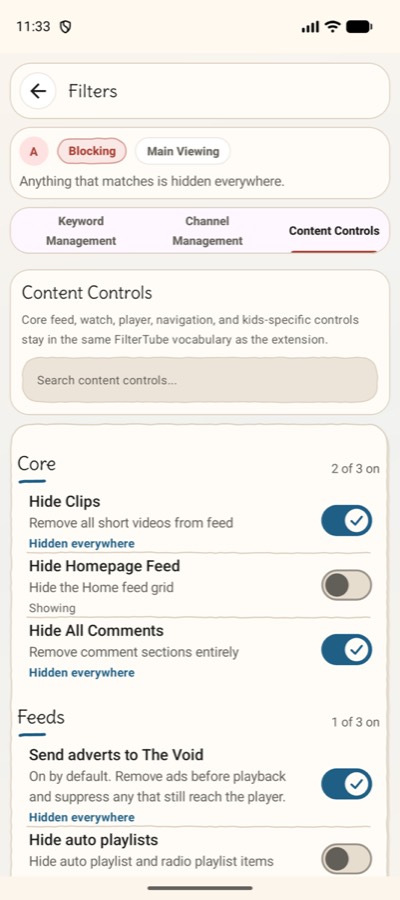 11:33
Filters
A
Blocking
Main Viewing
Anything that matches is hidden everywhere.
Keyword
Management
Channel
Management
Content Controls
Content Controls
Core feed, watch, player, navigation, and kids-specific controls
stay in the same FilterTube vocabulary as the extension.
Search content controls...
Core
2 of 3 on
Hide Clips
Remove all short videos from feed
Hidden everywhere
Hide Homepage Feed
Hide the Home feed grid
Showing
Hide All Comments
Remove comment sections entirely
Hidden everywhere
Feeds
1 of 3 on
Send adverts to The Void
On by default. Remove ads before playback
and suppress any that still reach the player.
Hidden everywhere
Hide auto playlists
Hide auto playlist and radio playlist items